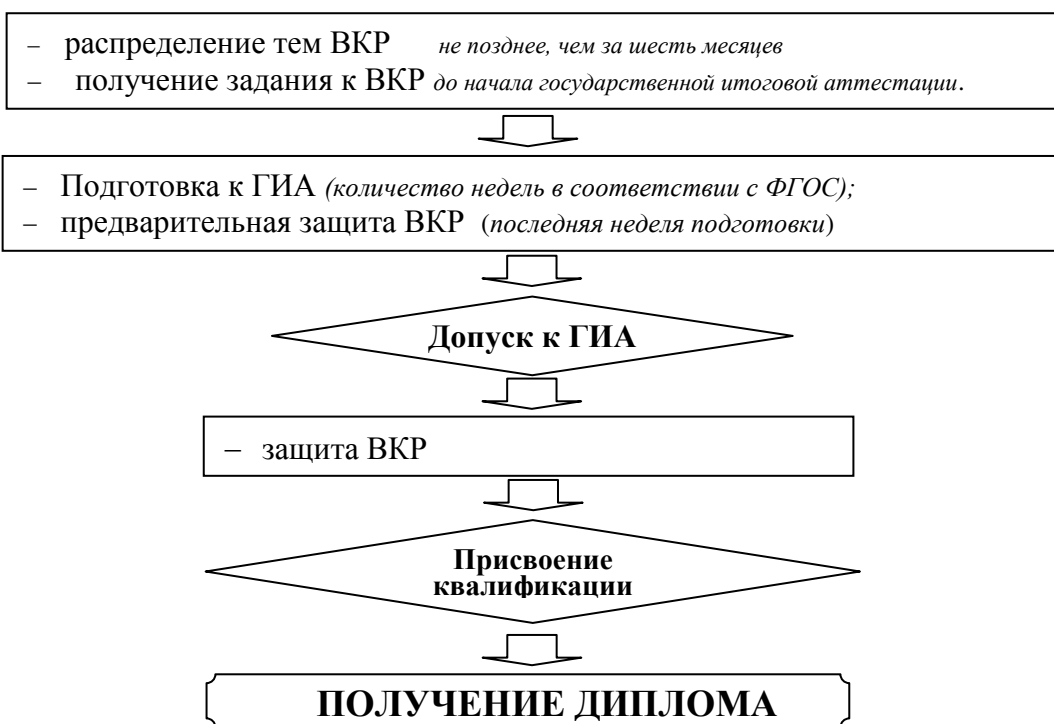 – распределение тем ВКР не позднее, чем за шесть месяцев
– получение задания к ВКР до начала государственной итоговой аттестации.
– Подготовка к ГИА (количество недель в соответствии с ФГОС);
– предварительная защита ВКР (последняя неделя подготовки)
Допуск к ГИА
– защита ВКР
Присвоение
квалификации
ПОЛУЧЕНИЕ ДИПЛОМА